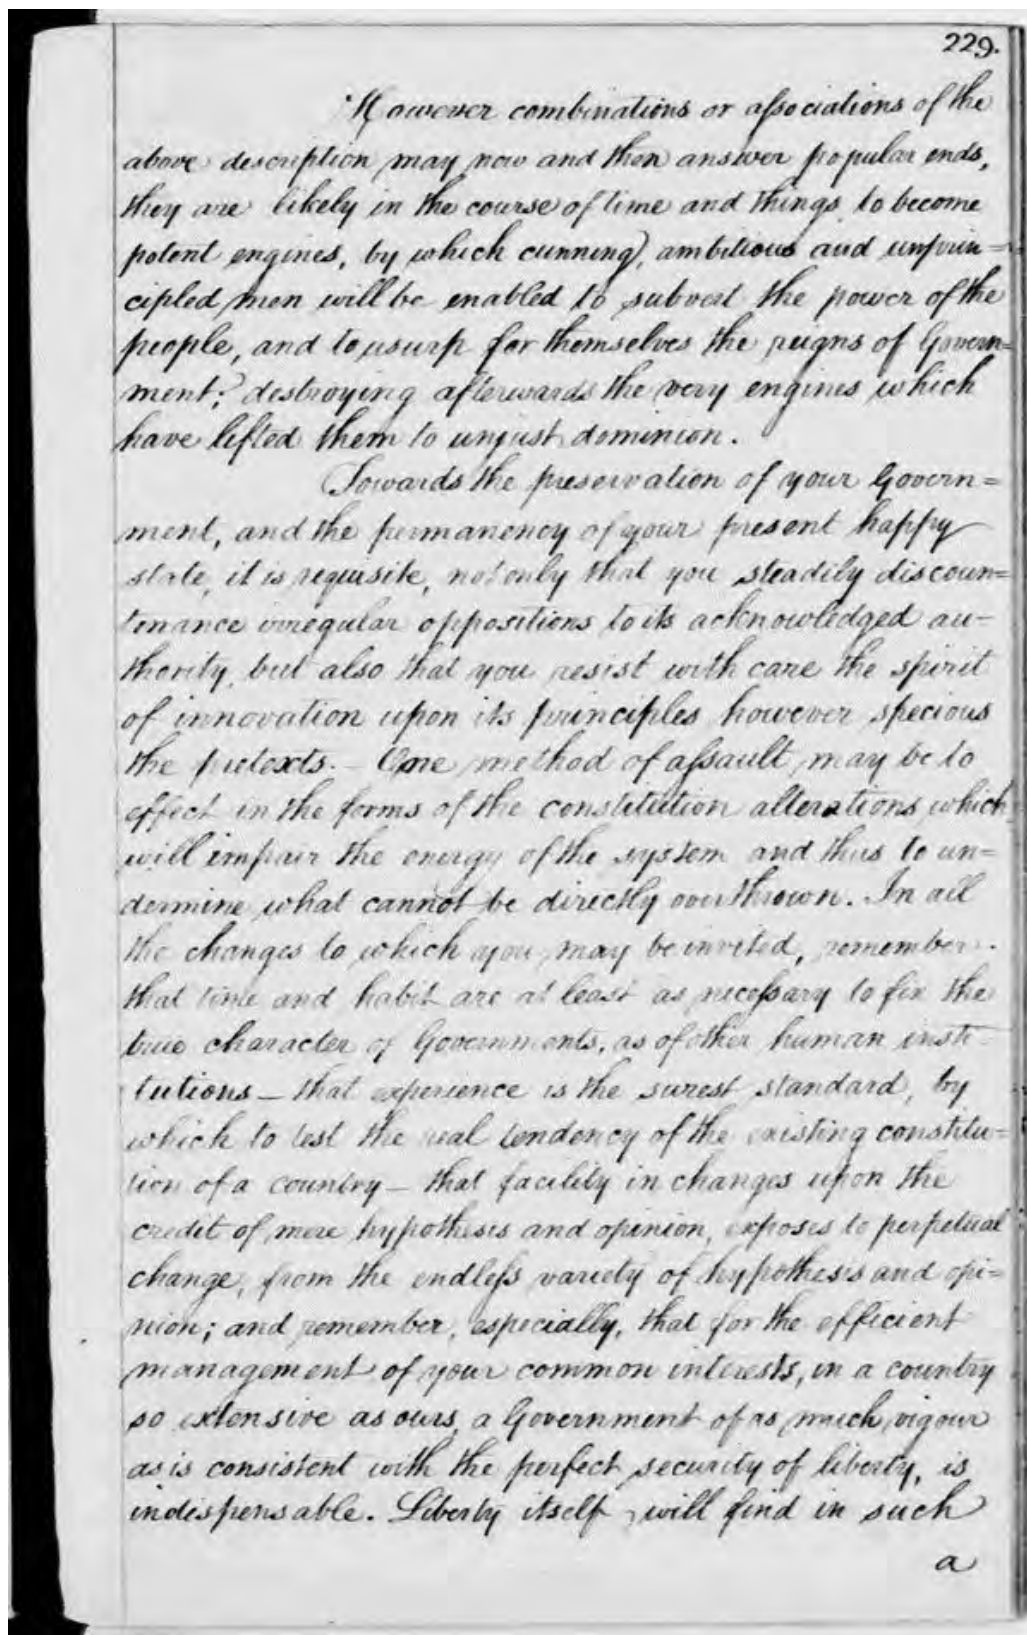 229.
However combinations or associations of the
above description may now and then answer popular ends,
they are likely in the course of time and things to become
potent engines, by which cunning, ambitious and unprin=
cipled men will be enabled to subvert the power of the
people, and to usurp for themselves the reigns of Govern=
ment; destroying afterwards the very engines which
have lifted them to unjust dominion.
Towards the preservation of your Govern=
ment, and the permanency of your present happy
state, it is requisite, not only that you steadily discoun=
tenance irregular oppositions to its acknowledged au-
thority, but also that you resist with care the spirit
of innovation upon its principles however specious
the pretexts. - One method of assault may be to
effect in the forms of the constitution alterations which
will impair the energy of the system and thus to un=
dermine what cannot be directly overthrown. In all
the changes to which you may be invited, remember
that time and habit are at least as necessary to fix the
true character of Governments, as of other human insti-
tutions - that experience is the surest standard, by
which to test the real tendency of the existing constitu=
tion of a country - that facility in changes upon the
credit of mere hypothesis and opinion, exposes to perpetual
change, from the endless variety of hypothesis and opi=
nion; and remember, especially, that for the efficient
management of your common interests, in a country
so extensive as ours, a Government of as much vigour
as is consistent with the perfect security of liberty, is
indispensable. Liberty itself will find in such
a